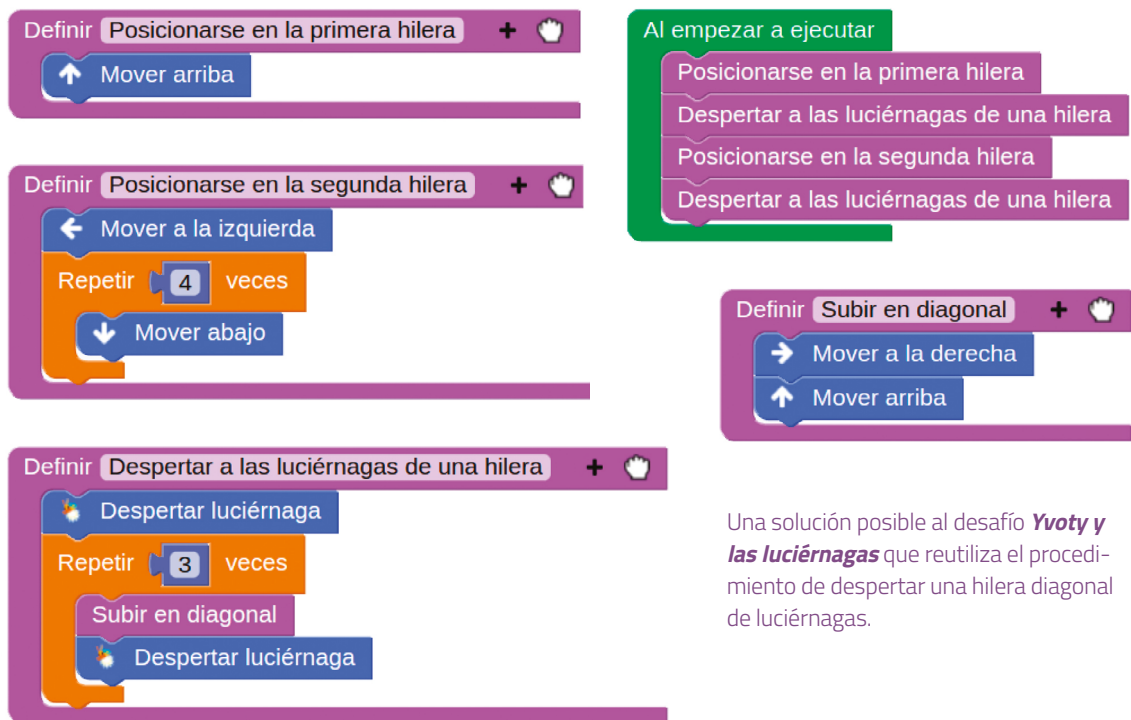 Definir Posicionarse en la primera hilera
Mover arriba
Definir Posicionarse en la segunda hilera
Mover a la izquierda
Repetir 4 veces
Mover abajo
Definir Despertar a las luciérnagas de una hilera
Despertar luciérnaga
Repetir 3 veces
Subir en diagonal
Despertar luciérnaga
Al empezar a ejecutar
Posicionarse en la primera hilera
Despertar a las luciérnagas de una hilera
Posicionarse en la segunda hilera
Despertar a las luciérnagas de una hilera
Definir Subir en diagonal
Mover a la derecha
Mover arriba
Una solución posible al desafío Yvoty y
las luciérnagas que reutiliza el procedi-
miento de despertar una hilera diagonal
de luciérnagas.